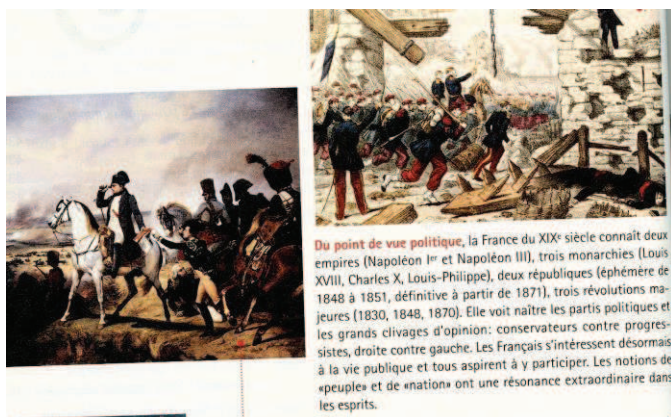 Du point de vue politique, la France du XIXe siècle connaît deux
empires (Napoléon Ier et Napoléon III), trois monarchies (Louis
XVIII, Charles X, Louis-Philippe), deux républiques (éphémère de
1848 à 1851, définitive à partir de 1871), trois révolutions ma-
jeures (1830, 1848, 1870). Elle voit naître les partis politiques et
les grands clivages d'opinion: conservateurs contre progres-
sistes, droite contre gauche. Les Français s'intéressent désormais
à la vie publique et tous aspirent à y participer. Les notions de
«peuple» et de «nation» ont une résonance extraordinaire dans
les esprits.